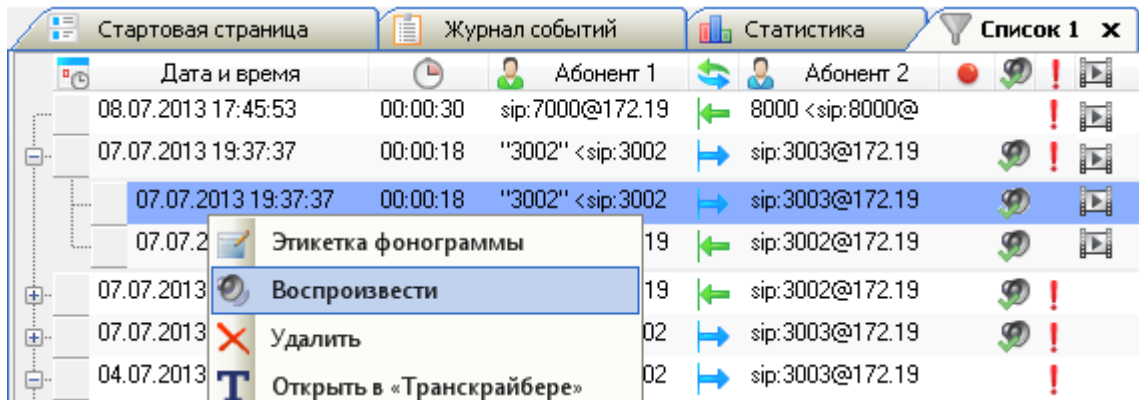 Стартовая страница Журнал событий Статистика Список 1 x
Дата и время Абонент 1 Абонент 2
08.07.2013 17:45:53 00:00:30 sip:7000@172.19 8000 <sip:8000@
07.07.2013 19:37:37 00:00:18 "3002" <sip:3002 sip:3003@172.19
07.07.2013 19:37:37 00:00:18 "3002" <sip:3002 sip:3003@172.19
07.07.2 Этикетка фонограммы 19 sip:3002@172.19
07.07.2013 Воспроизвести 19 sip:3002@172.19
07.07.2013 Удалить 02 sip:3003@172.19
04.07.2013 Открыть в «Транскрайбере» 02 sip:3003@172.19